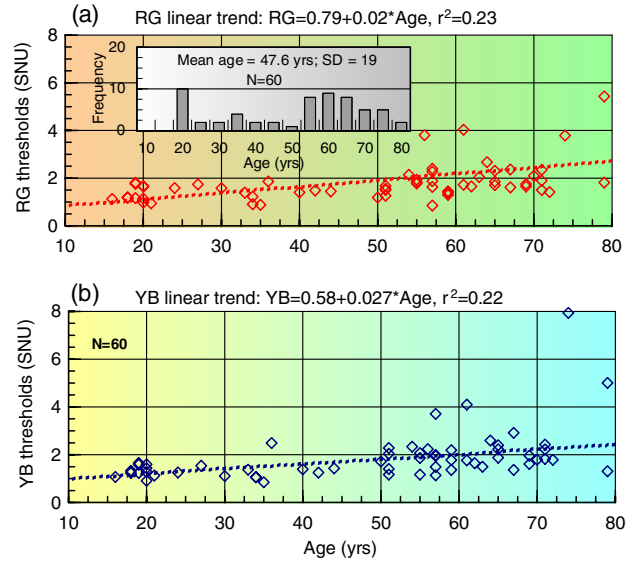 (a) RG linear trend: RG=0.79+0.02*Age, r²=0.23
RG thresholds (SNU)
8
6
4
2
0
10 20 30 40 50 60 70 80
Frequency
20
10
0
Mean age = 47.6 yrs; SD = 19
N=60
10 20 30 40 50 60 70 80
Age (yrs)
(b) YB linear trend: YB=0.58+0.027*Age, r²=0.22
YB thresholds (SNU)
8
6
4
2
0
N=60
10 20 30 40 50 60 70 80
Age (yrs)